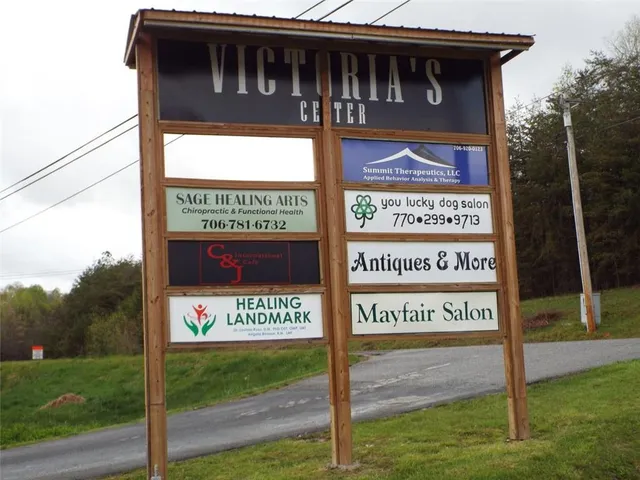 VICTORIA'S
CENTER
Summit Therapeutics, LLC
Applied Behavior Analysis & Therapy
SAGE HEALING ARTS
Chiropractic & Functional Health
706-781-6732
you lucky dog salon
770•299•9713
C&J
Antiques & More
HEALING
LANDMARK
Mayfair Salon